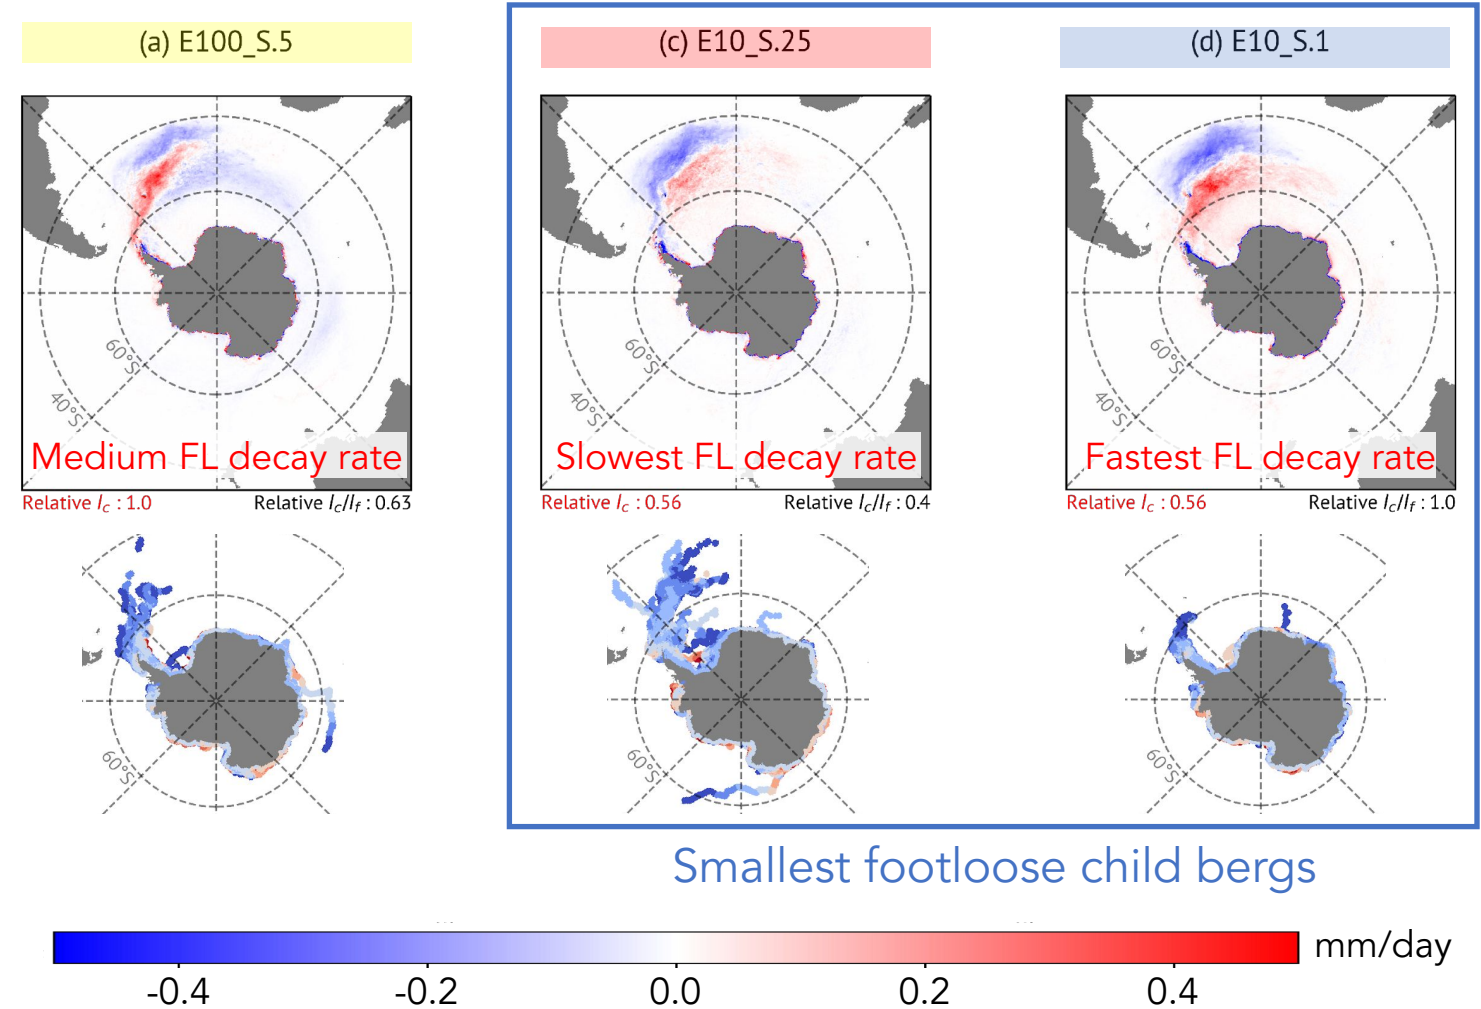 (a) E100_S.5
(c) E10_S.25
(d) E10_S.1
60°S
40°S
60°S
40°S
60°S
40°S
Medium FL decay rate
Slowest FL decay rate
Fastest FL decay rate
Relative lc : 1.0
Relative lc/lf : 0.63
Relative lc : 0.56
Relative lc/lf : 0.4
Relative lc : 0.56
Relative lc/lf : 1.0
60°S
60°S
60°S
Smallest footloose child bergs
mm/day
-0.4
-0.2
0.0
0.2
0.4